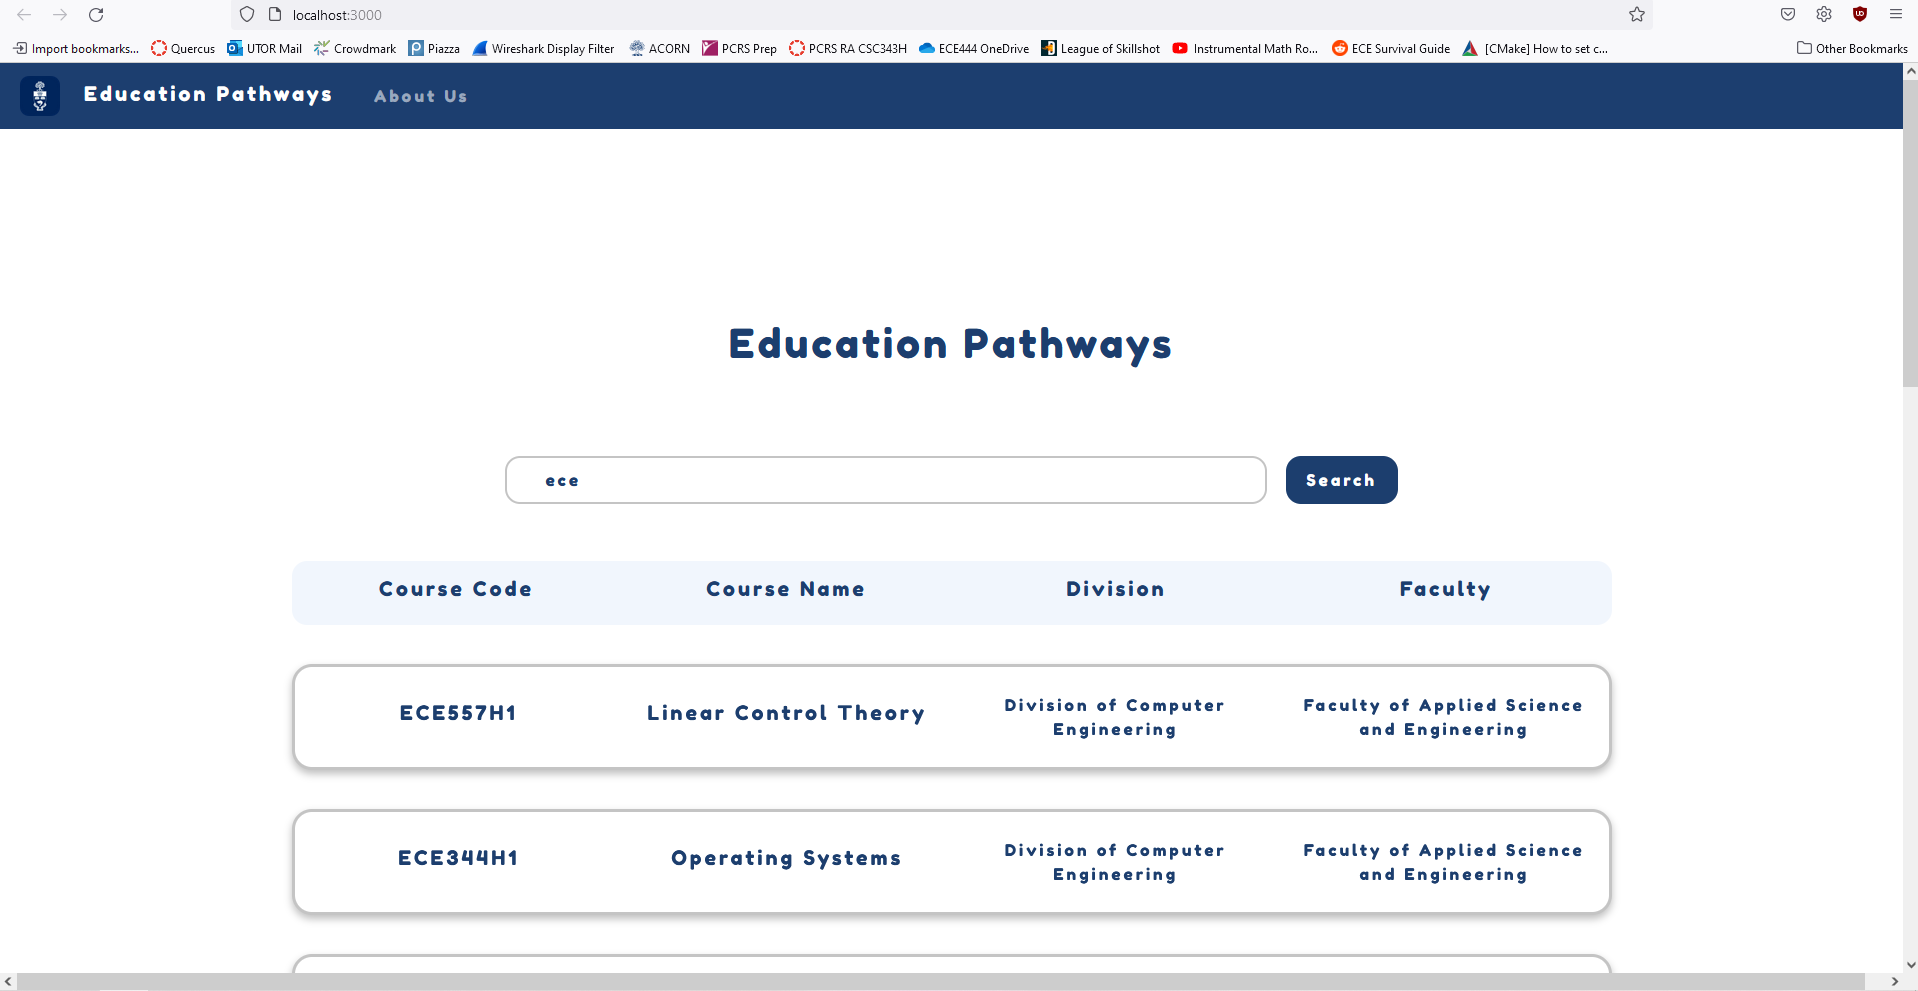 localhost:3000
Import bookmarks... Quercus UTOR Mail Crowdmark Piazza Wireshark Display Filter ACORN PCRS Prep PCRS RA CSC343H ECE444 OneDrive League of Skillshot Instrumental Math Ro... ECE Survival Guide [CMake] How to set c... Other Bookmarks
Education Pathways About Us
Education Pathways
ece Search
Course Code Course Name Division Faculty
ECE557H1 Linear Control Theory Division of Computer Engineering Faculty of Applied Science and Engineering
ECE344H1 Operating Systems Division of Computer Engineering Faculty of Applied Science and Engineering